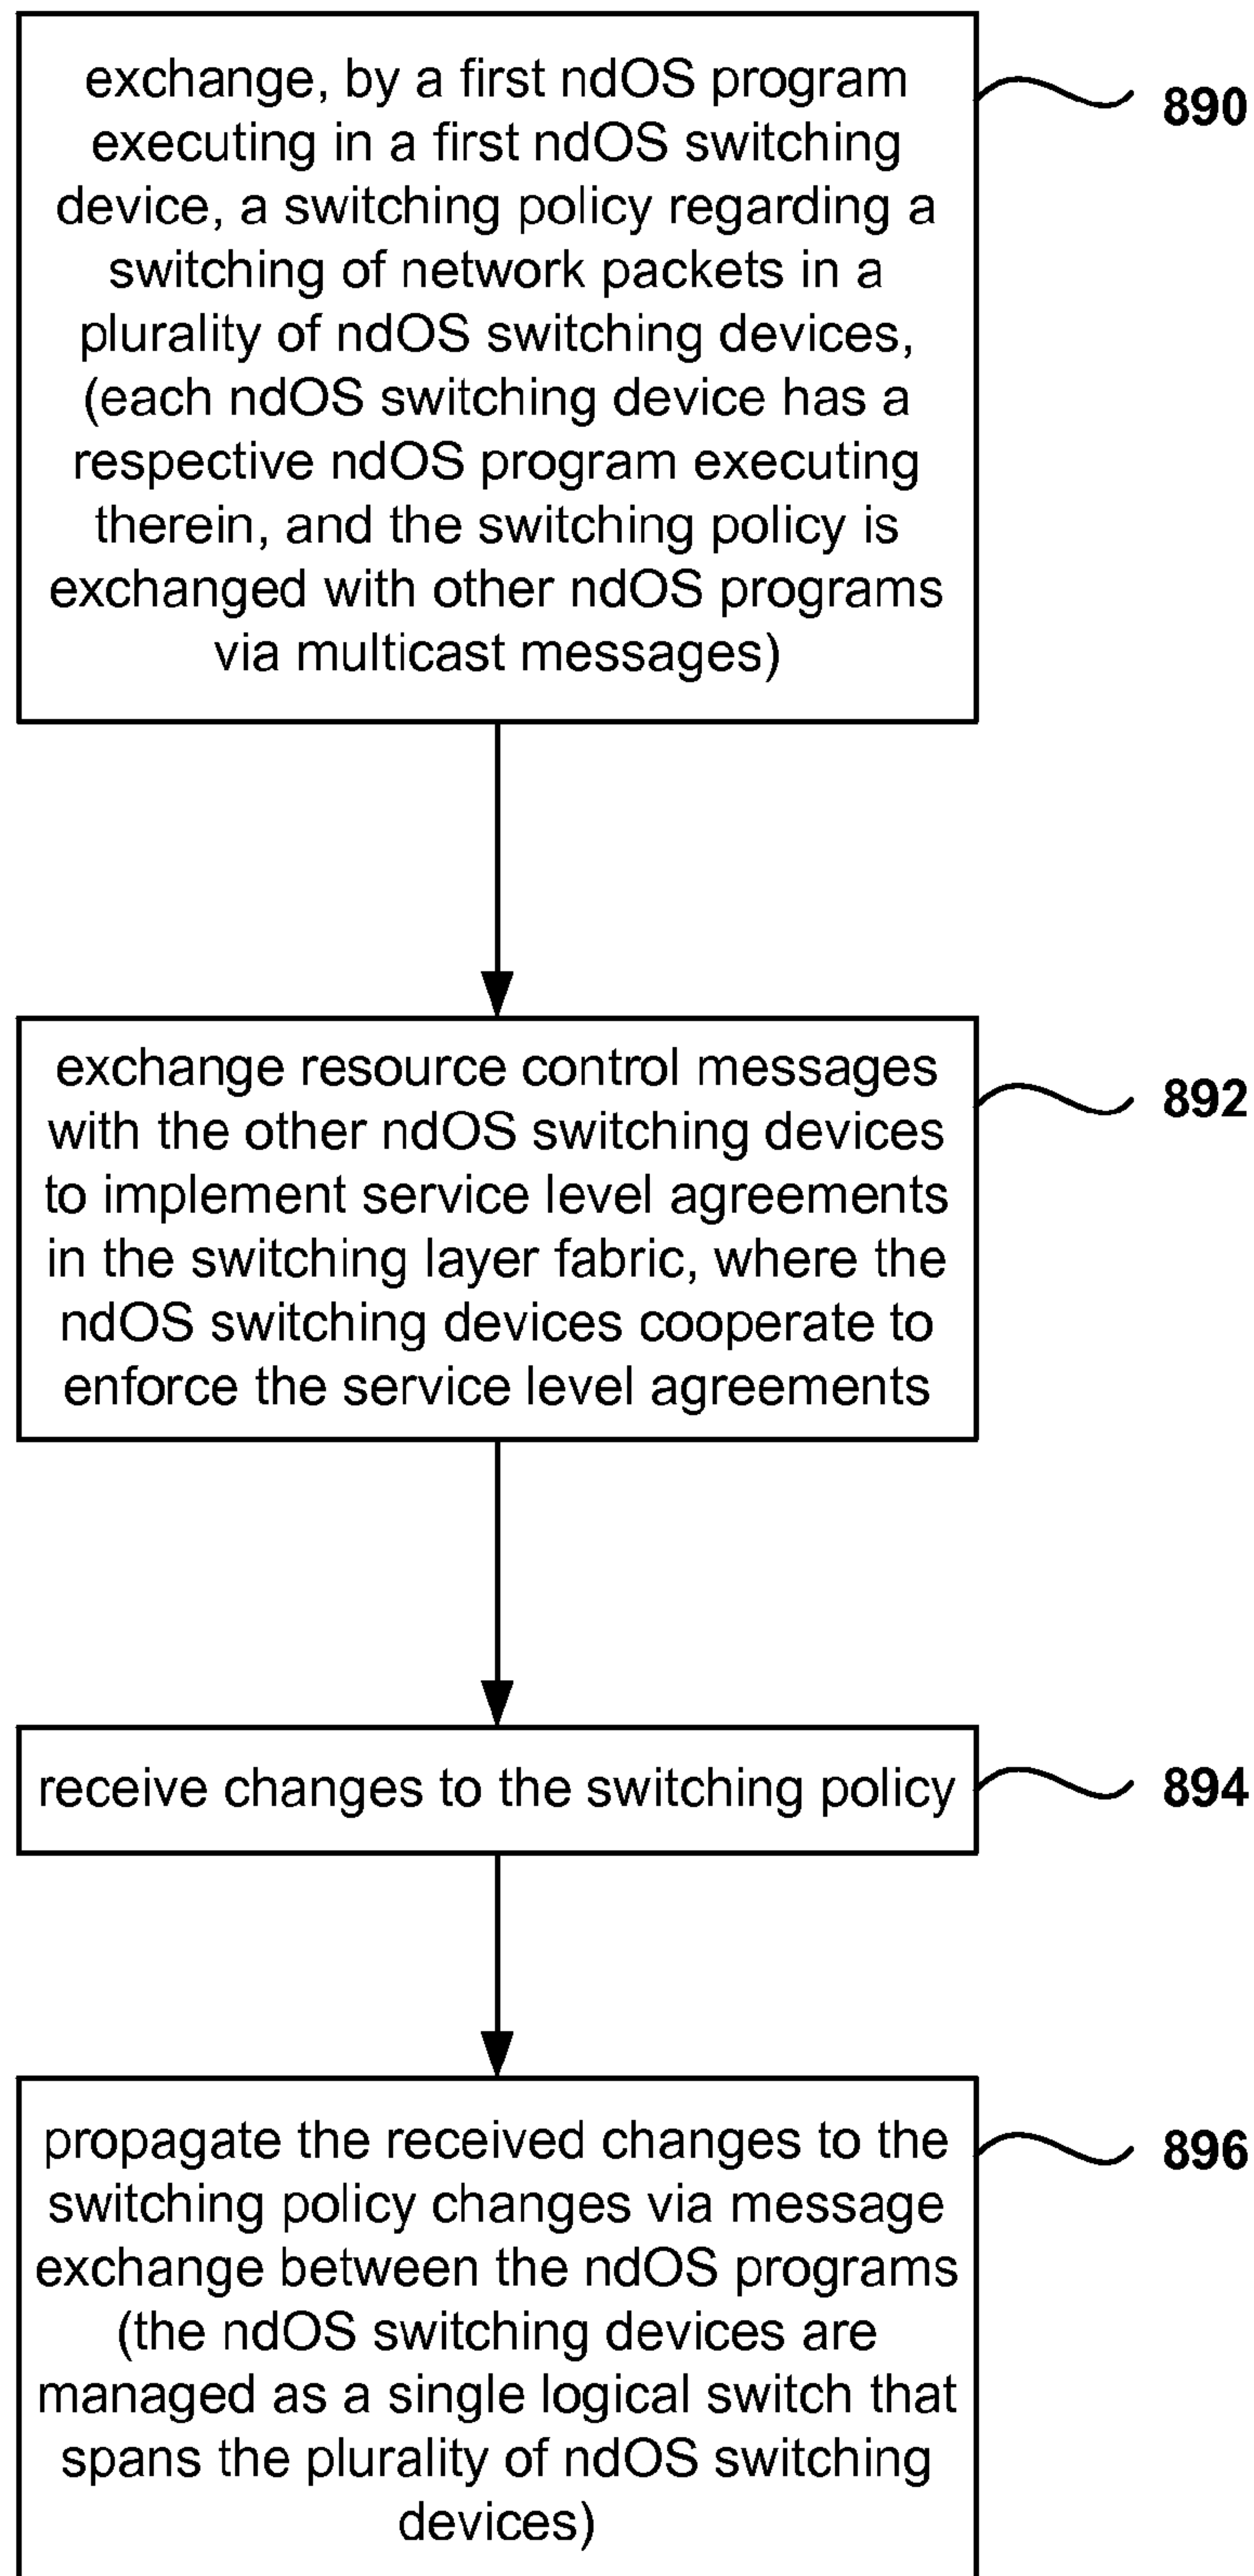 exchange, by a first ndOS program
executing in a first ndOS switching
device, a switching policy regarding a
switching of network packets in a
plurality of ndOS switching devices,
(each ndOS switching device has a
respective ndOS program executing
therein, and the switching policy is
exchanged with other ndOS programs
via multicast messages)
890
exchange resource control messages
with the other ndOS switching devices
to implement service level agreements
in the switching layer fabric, where the
ndOS switching devices cooperate to
enforce the service level agreements
892
receive changes to the switching policy
894
propagate the received changes to the
switching policy changes via message
exchange between the ndOS programs
(the ndOS switching devices are
managed as a single logical switch that
spans the plurality of ndOS switching
devices)
896